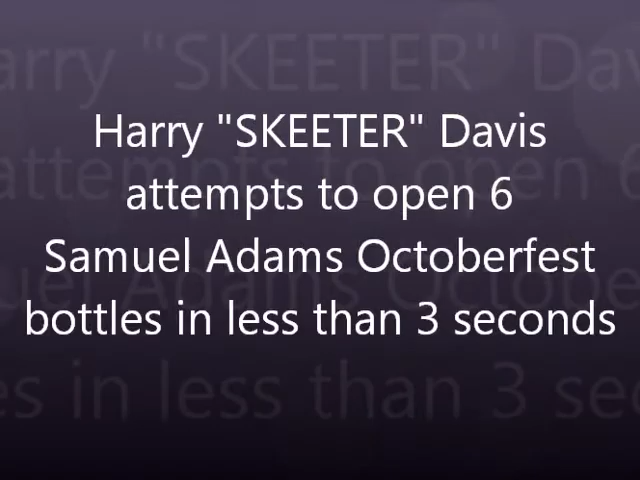 Harry "SKEETER" Davis
attempts to open 6
Samuel Adams Octoberfest
bottles in less than 3 seconds